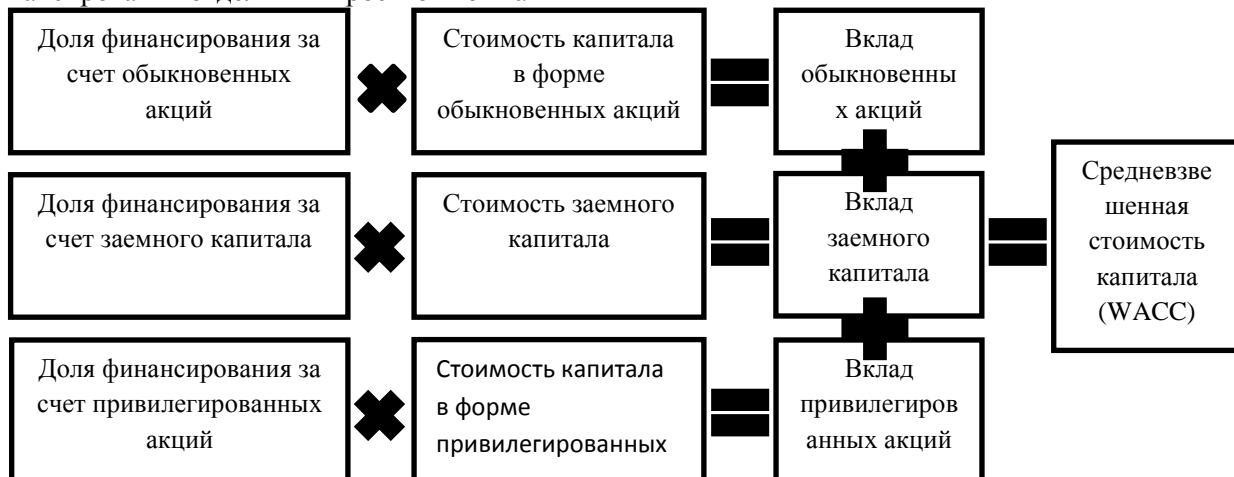 Доля финансирования за
счет обыкновенных
акций
Стоимость капитала
в форме
обыкновенных акций
Вклад
обыкновенны
х акций
Доля финансирования за
счет заемного капитала
Стоимость заемного
капитала
Вклад
заемного
капитала
Средневзве
шенная
стоимость
капитала
(WACC)
Доля финансирования за
счет привилегированных
акций
Стоимость капитала
в форме
привилегированных
Вклад
привилегиров
анных акций